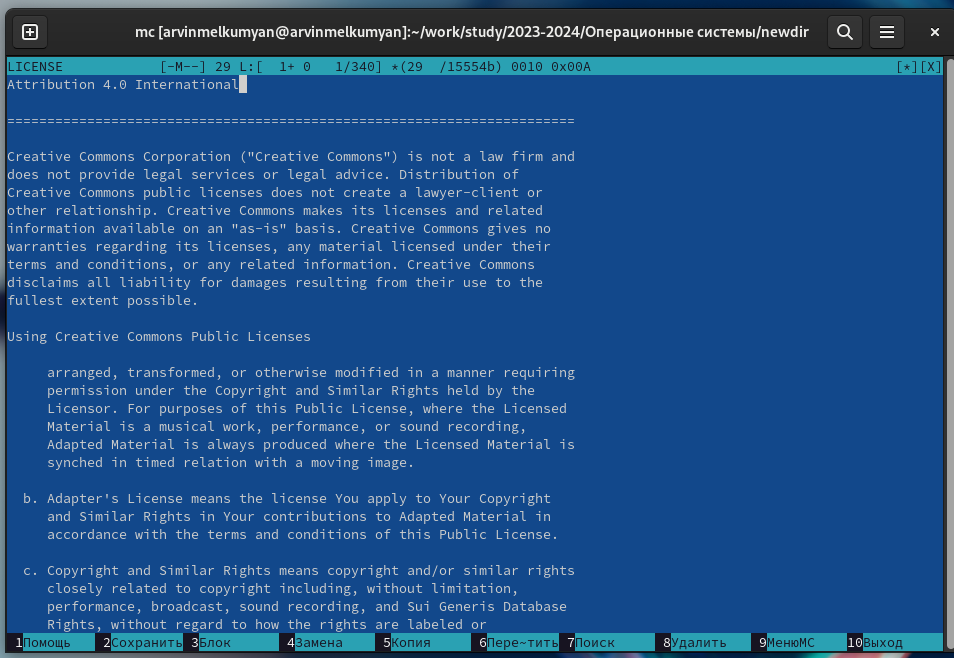 mc [arvinmelkumyan@arvinmelkumyan]:~/work/study/2023-2024/Операционные системы/newdir
LICENSE [-M--] 29 L:[ 1+ 0 1/340] *(29 /15554b) 0010 0x00A [*][X]
Attribution 4.0 International
=======================================================================
Creative Commons Corporation ("Creative Commons") is not a law firm and
does not provide legal services or legal advice. Distribution of
Creative Commons public licenses does not create a lawyer-client or
other relationship. Creative Commons makes its licenses and related
information available on an "as-is" basis. Creative Commons gives no
warranties regarding its licenses, any material licensed under their
terms and conditions, or any related information. Creative Commons
disclaims all liability for damages resulting from their use to the
fullest extent possible.
Using Creative Commons Public Licenses
arranged, transformed, or otherwise modified in a manner requiring
permission under the Copyright and Similar Rights held by the
Licensor. For purposes of this Public License, where the Licensed
Material is a musical work, performance, or sound recording,
Adapted Material is always produced where the Licensed Material is
synched in timed relation with a moving image.
b. Adapter's License means the license You apply to Your Copyright
and Similar Rights in Your contributions to Adapted Material in
accordance with the terms and conditions of this Public License.
c. Copyright and Similar Rights means copyright and/or similar rights
closely related to copyright including, without limitation,
performance, broadcast, sound recording, and Sui Generis Database
Rights, without regard to how the rights are labeled or
1Помощь 2Сохранить 3Блок 4Замена 5Копия 6Пере~тить 7Поиск 8Удалить 9МенюMC 10Выход